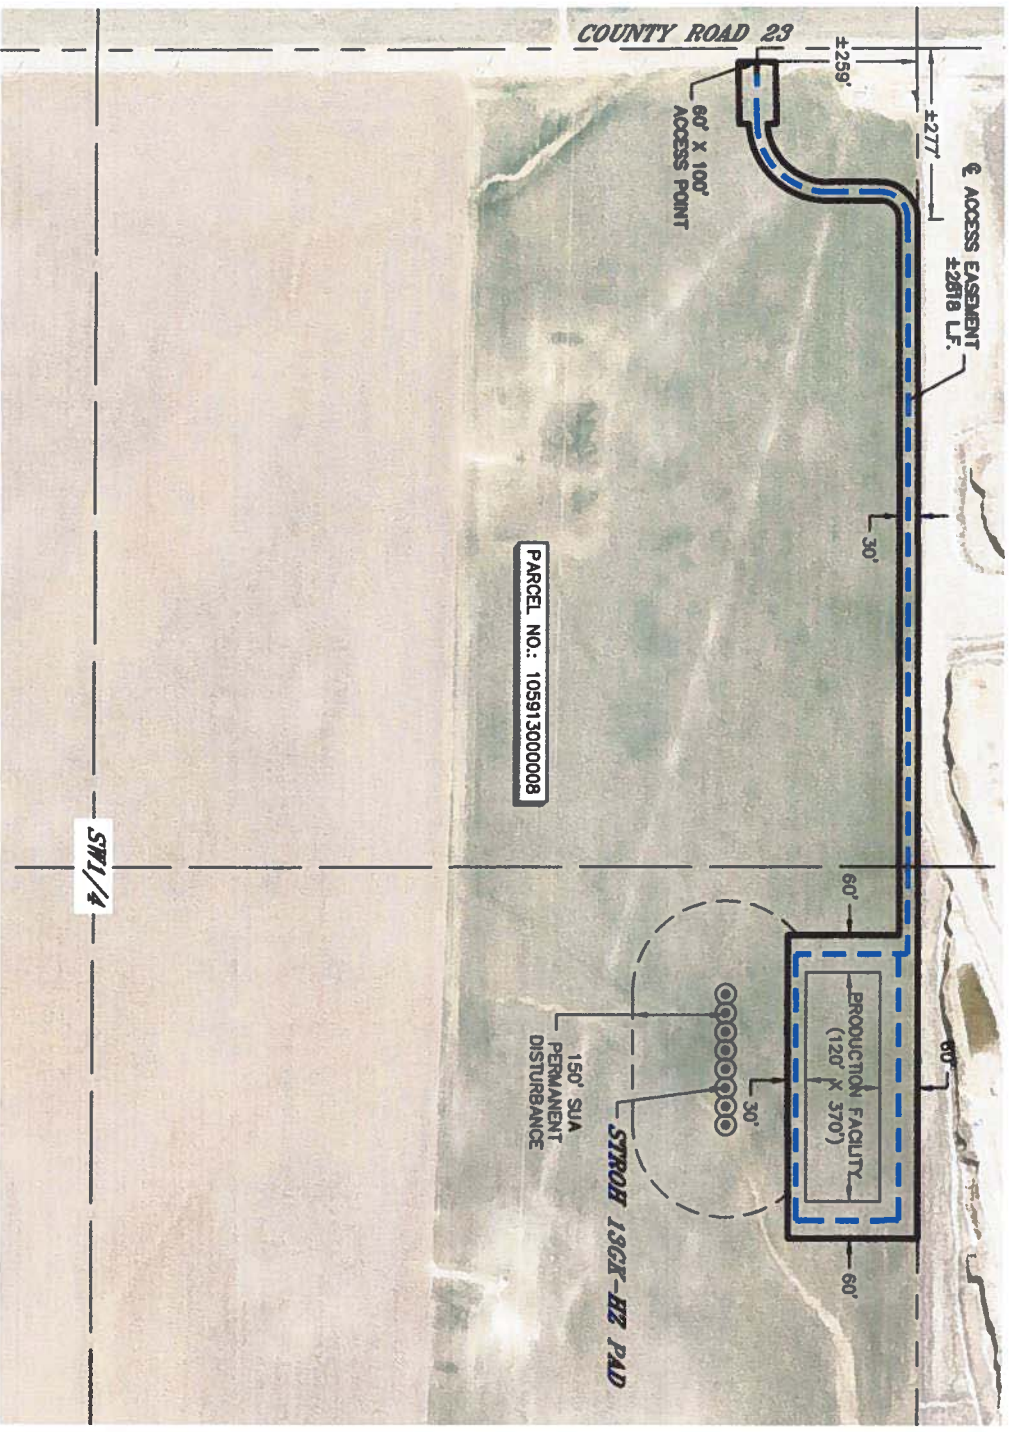 COUNTY ROAD 23
±259'
±277'
60' X 100'
ACCESS POINT
℄ ACCESS EASEMENT
±2618 L.F.
30'
PARCEL NO.: 105913000008
SW1/4
60'
PRODUCTION FACILITY
(120' X 370')
60'
30'
150' SUA
PERMANENT
DISTURBANCE
60'
STROH 13GK-HZ PAD